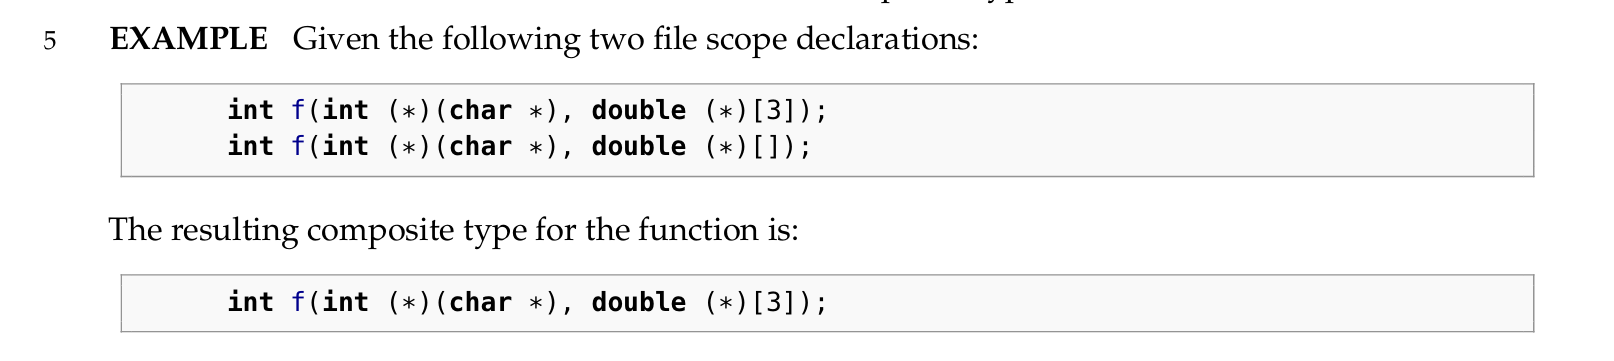 5 EXAMPLE Given the following two file scope declarations:
int f(int (*)(char *), double (*)[3]);
int f(int (*)(char *), double (*)[]);
The resulting composite type for the function is:
int f(int (*)(char *), double (*)[3]);